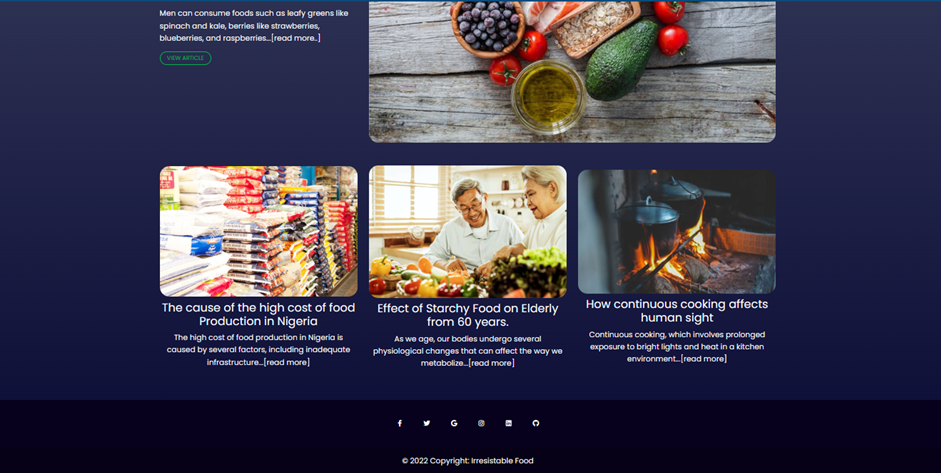 Men can consume foods such as leafy greens like
spinach and kale, berries like strawberries,
blueberries, and raspberries...[read more..]
VIEW ARTICLE
The cause of the high cost of food
Production in Nigeria
The high cost of food production in Nigeria is
caused by several factors, including inadequate
infrastructure...[read more]
Effect of Starchy Food on Elderly
from 60 years.
As we age, our bodies undergo several
physiological changes that can affect the way we
metabolize...[read more]
How continuous cooking affects
human sight
Continuous cooking, which involves prolonged
exposure to bright lights and heat in a kitchen
environment...[read more]
© 2022 Copyright: Irresistable Food